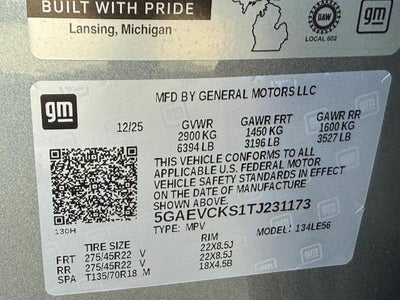 BUILT WITH PRIDE
Lansing, Michigan
UAW
LOCAL 602
gm
gm
MFD BY GENERAL MOTORS LLC
12/25 GVWR GAWR FRT GAWR RR
2900 KG 1450 KG 1600 KG
6394 LB 3196 LB 3527 LB
THIS VEHICLE CONFORMS TO ALL
APPLICABLE U.S. FEDERAL MOTOR
VEHICLE SAFETY STANDARDS IN EFFECT
ON THE DATE OF MANUFACTURE SHOWN ABOVE.
5GAEVCKS1TJ231173
130H TYPE: MPV MODEL: 134LE56
TIRE SIZE RIM
FRT 275/45R22 V 22X8.5J
RR 275/45R22 V 22X8.5J
SPA T135/70R18 M 18X4.5B